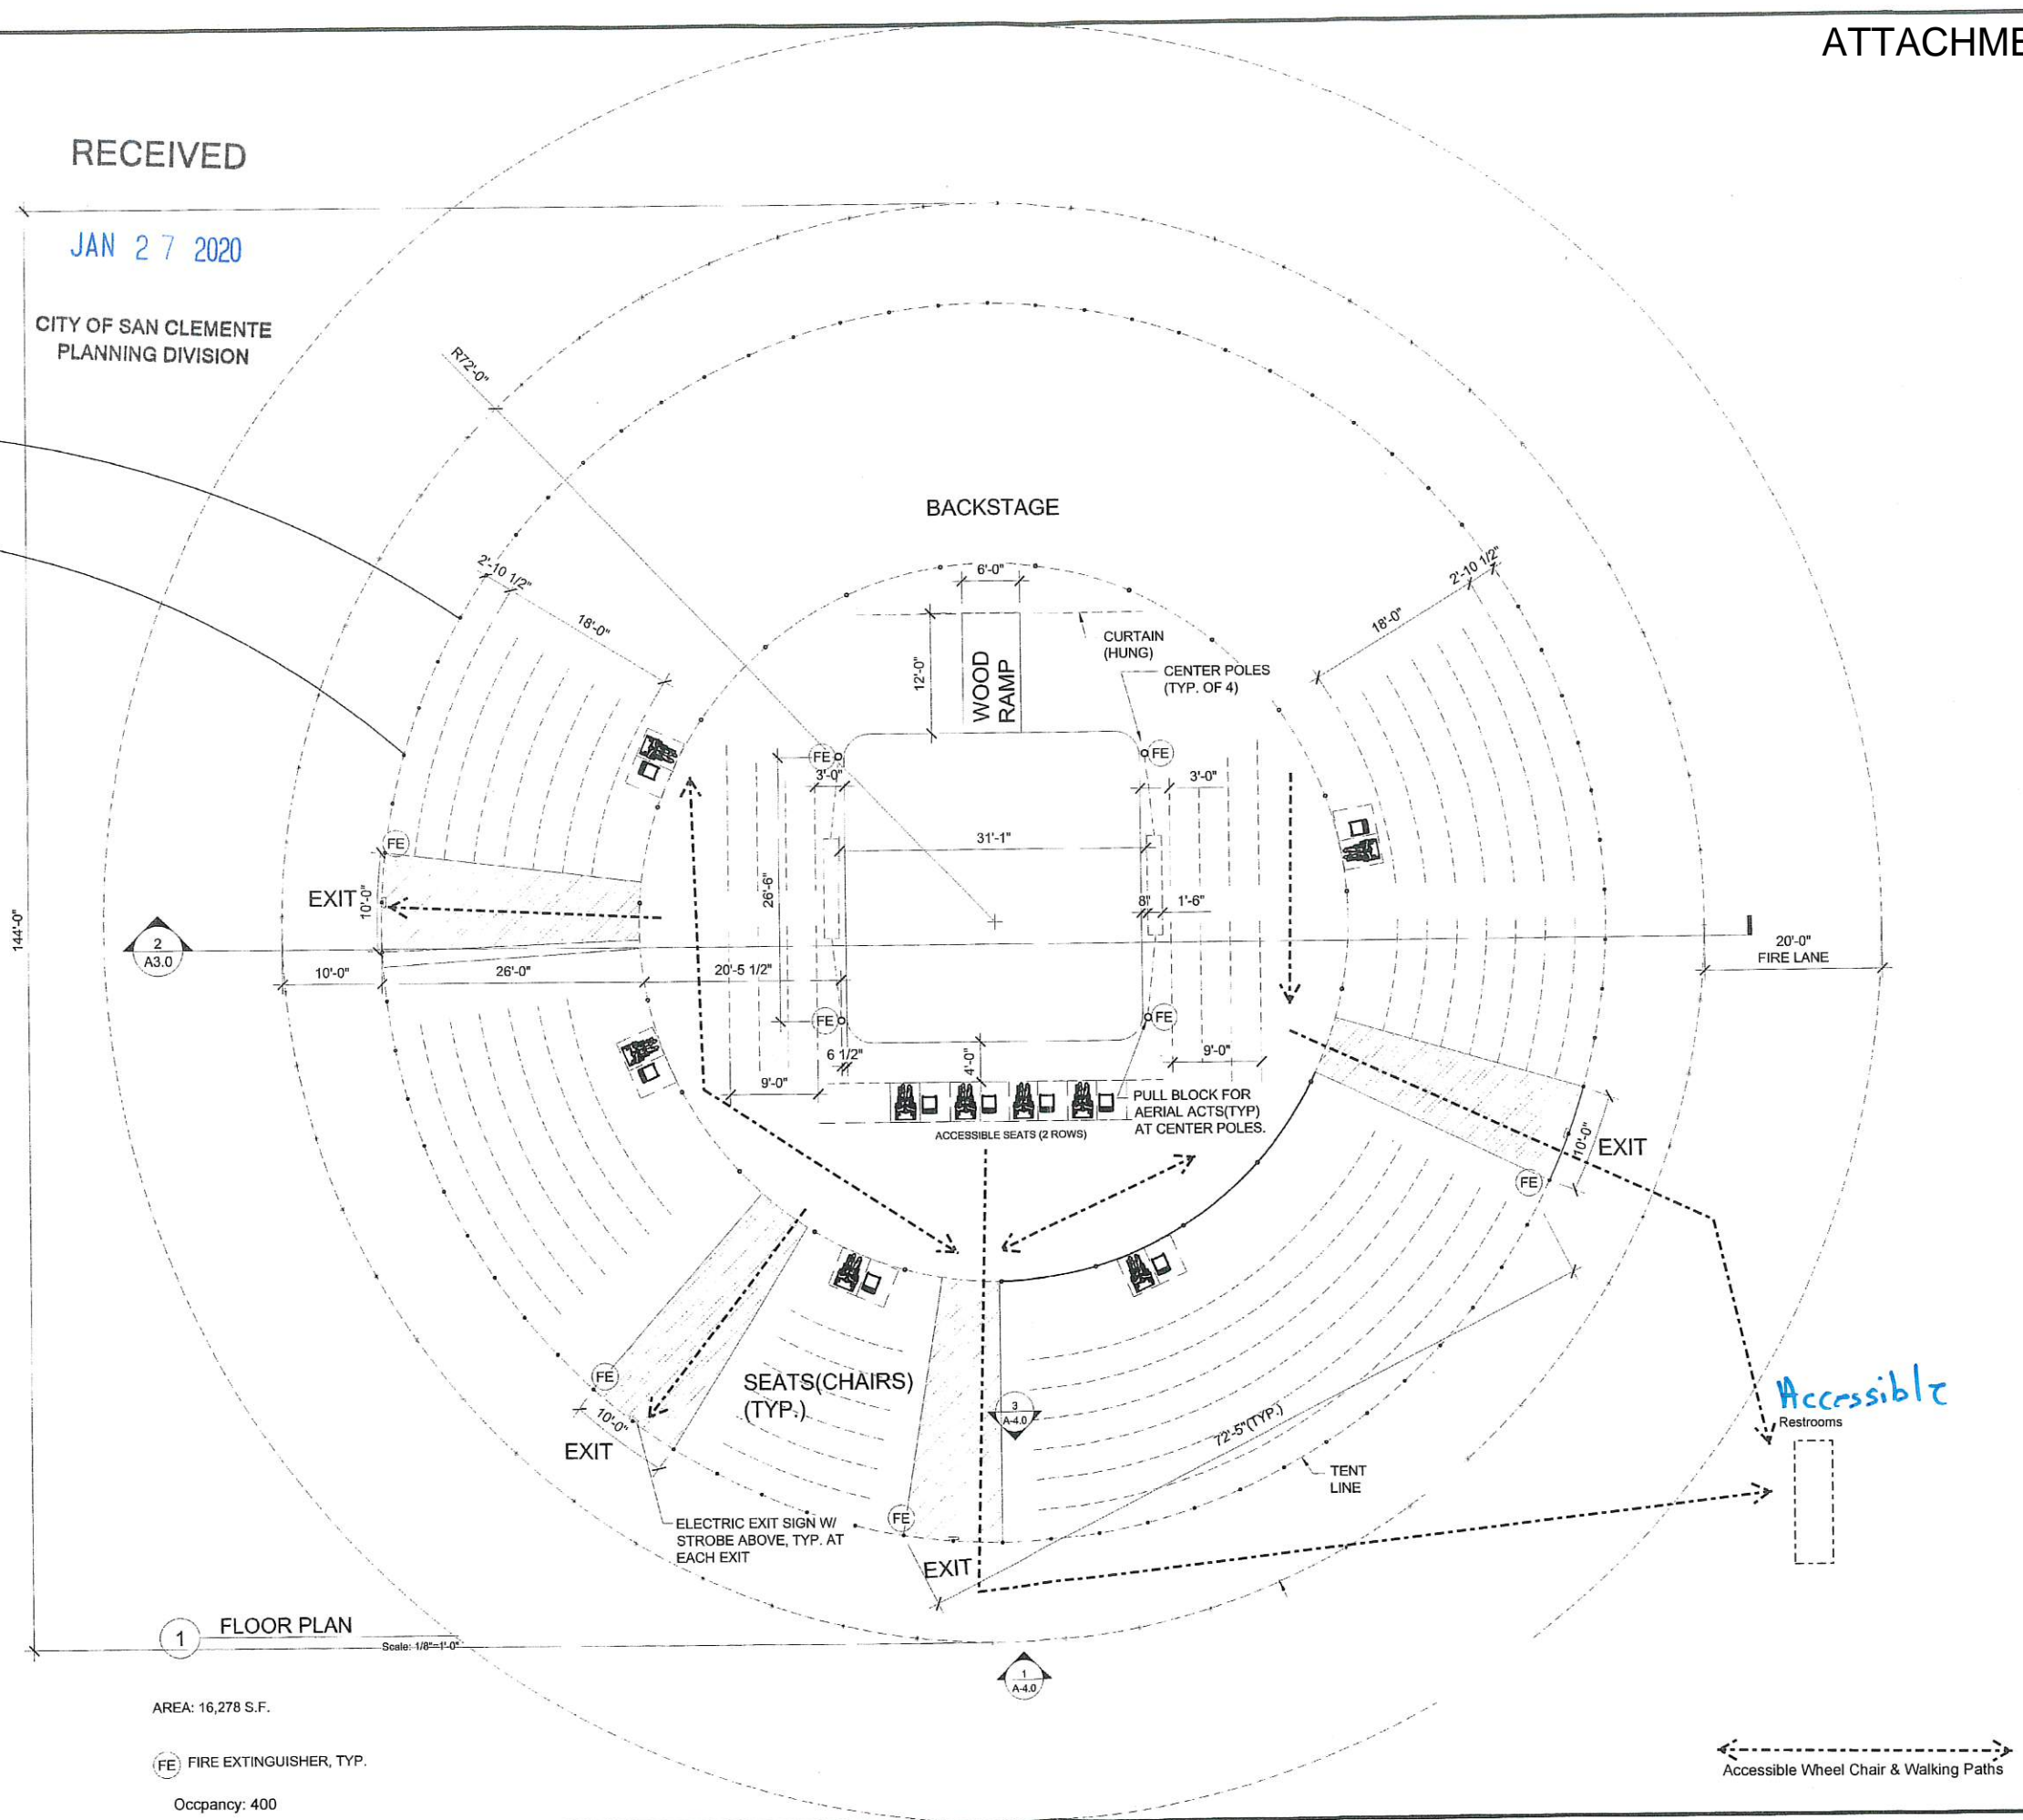 ATTACHME
RECEIVED
JAN 27 2020
CITY OF SAN CLEMENTE
PLANNING DIVISION
R72'-0"
BACKSTAGE
2'-10 1/2"
18'-0"
6'-0"
2'-10 1/2"
18'-0"
12'-0"
WOOD
RAMP
CURTAIN
(HUNG)
CENTER POLES
(TYP. OF 4)
FE
FE
3'-0"
3'-0"
FE
31'-1"
26'-6"
EXIT
10'-0"
8"
1'-6"
144'-0"
2
A3.0
10'-0"
26'-0"
20'-5 1/2"
20'-0"
FIRE LANE
FE
FE
6 1/2"
4'-0"
9'-0"
9'-0"
PULL BLOCK FOR
AERIAL ACTS(TYP)
AT CENTER POLES.
ACCESSIBLE SEATS (2 ROWS)
10'-0"
EXIT
FE
FE
SEATS(CHAIRS)
(TYP.)
10'-0"
EXIT
3
A-4.0
72'-5"(TYP.)
Accessible
Restrooms
TENT
LINE
FE
ELECTRIC EXIT SIGN W/
STROBE ABOVE, TYP. AT
EACH EXIT
EXIT
1
FLOOR PLAN
Scale: 1/8"=1'-0"
1
A-4.0
AREA: 16,278 S.F.
FE FIRE EXTINGUISHER, TYP.
Occpancy: 400
Accessible Wheel Chair & Walking Paths